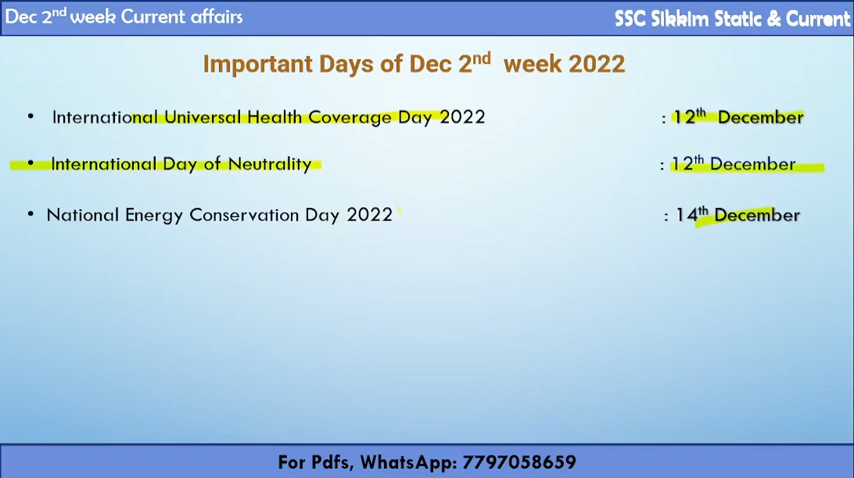 Dec 2nd week Current affairs
SSC Sikkim Static & Current
Important Days of Dec 2nd week 2022
• International Universal Health Coverage Day 2022 : 12th December
• International Day of Neutrality : 12th December
• National Energy Conservation Day 2022 : 14th December
For Pdfs, WhatsApp: 7797058659